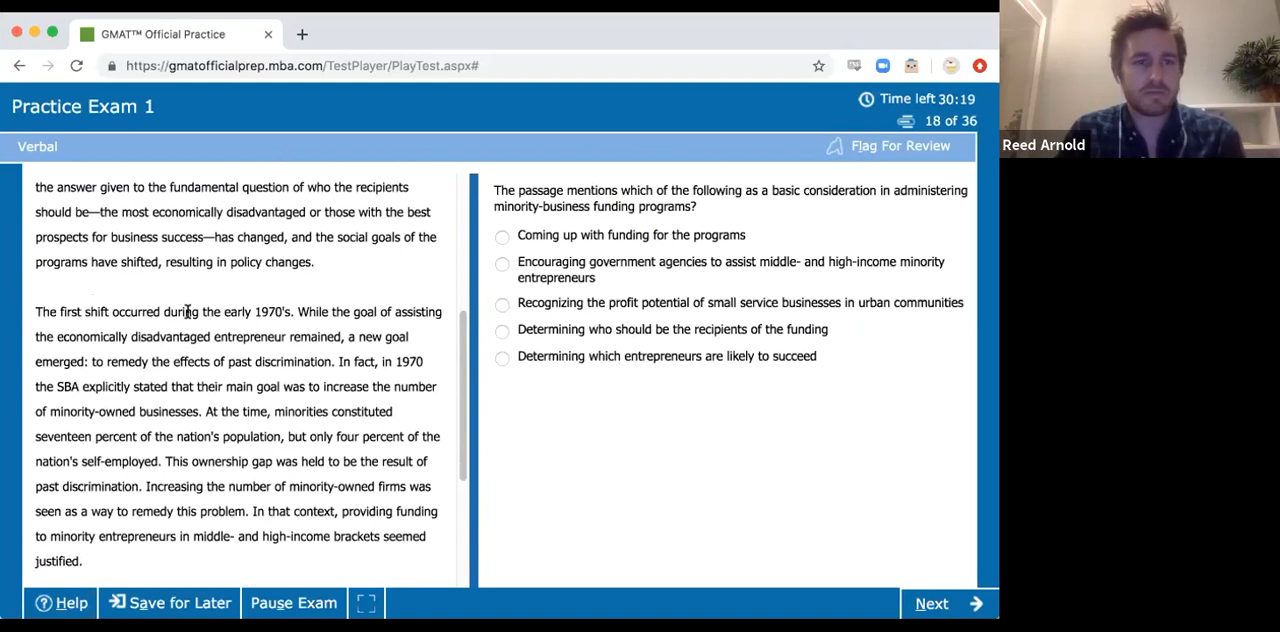 GMAT™ Official Practice
https://gmatofficialprep.mba.com/TestPlayer/PlayTest.aspx#
Practice Exam 1
Time left 30:19
18 of 36
Verbal
Flag For Review
the answer given to the fundamental question of who the recipients
should be—the most economically disadvantaged or those with the best
prospects for business success—has changed, and the social goals of the
programs have shifted, resulting in policy changes.
The first shift occurred during the early 1970's. While the goal of assisting
the economically disadvantaged entrepreneur remained, a new goal
emerged: to remedy the effects of past discrimination. In fact, in 1970
the SBA explicitly stated that their main goal was to increase the number
of minority-owned businesses. At the time, minorities constituted
seventeen percent of the nation's population, but only four percent of the
nation's self-employed. This ownership gap was held to be the result of
past discrimination. Increasing the number of minority-owned firms was
seen as a way to remedy this problem. In that context, providing funding
to minority entrepreneurs in middle- and high-income brackets seemed
justified.
The passage mentions which of the following as a basic consideration in administering
minority-business funding programs?
Coming up with funding for the programs
Encouraging government agencies to assist middle- and high-income minority
entrepreneurs
Recognizing the profit potential of small service businesses in urban communities
Determining who should be the recipients of the funding
Determining which entrepreneurs are likely to succeed
Help
Save for Later
Pause Exam
Next
Reed Arnold